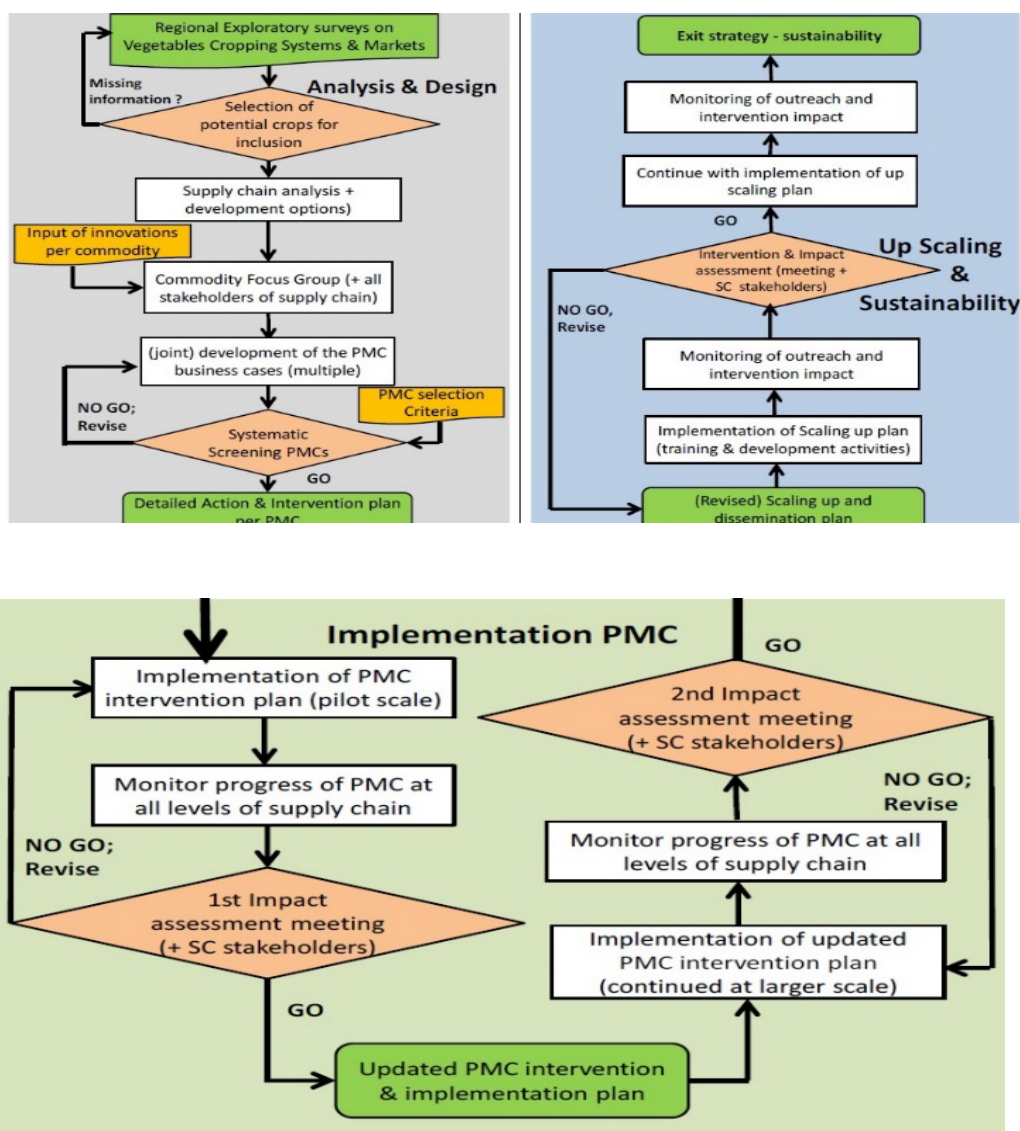 Regional Exploratory surveys on
Vegetables Cropping Systems & Markets
Missing
information ?
Analysis & Design
Selection of
potential crops for
inclusion
Supply chain analysis +
development options)
Input of innovations
per commodity
Commodity Focus Group (+ all
stakeholders of supply chain)
(joint) development of the PMC
business cases (multiple)
NO GO;
Revise
PMC selection
Criteria
Systematic
Screening PMCs
GO
Detailed Action & Intervention plan
per PMC
Exit strategy - sustainability
Monitoring of outreach and
intervention impact
Continue with implementation of up
scaling plan
GO
Intervention & Impact
assessment (meeting +
SC stakeholders)
Up Scaling
&
Sustainability
NO GO,
Revise
Monitoring of outreach and
intervention impact
Implementation of Scaling up plan
(training & development activities)
(Revised) Scaling up and
dissemination plan
Implementation PMC
Implementation of PMC
intervention plan (pilot scale)
Monitor progress of PMC at
all levels of supply chain
NO GO;
Revise
1st Impact
assessment meeting
(+ SC stakeholders)
GO
Updated PMC intervention
& implementation plan
GO
2nd Impact
assessment meeting
(+ SC stakeholders)
NO GO;
Revise
Monitor progress of PMC at all
levels of supply chain
Implementation of updated
PMC intervention plan
(continued at larger scale)